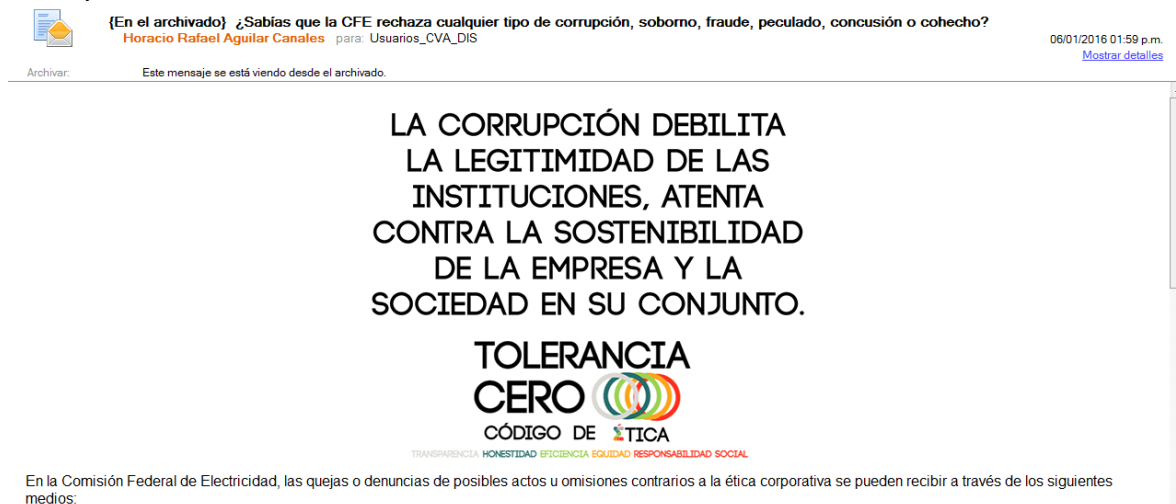 {En el archivado} ¿Sabías que la CFE rechaza cualquier tipo de corrupción, soborno, fraude, peculado, concusión o cohecho?
Horacio Rafael Aguilar Canales para: Usuarios_CVA_DIS
06/01/2016 01:59 p.m.
Mostrar detalles
Archivar: Este mensaje se está viendo desde el archivado.
LA CORRUPCIÓN DEBILITA
LA LEGITIMIDAD DE LAS
INSTITUCIONES, ATENTA
CONTRA LA SOSTENIBILIDAD
DE LA EMPRESA Y LA
SOCIEDAD EN SU CONJUNTO.
TOLERANCIA
CERO
CÓDIGO DE ÉTICA
TRANSPARENCIA HONESTIDAD EFICIENCIA EQUIDAD RESPONSABILIDAD SOCIAL
En la Comisión Federal de Electricidad, las quejas o denuncias de posibles actos u omisiones contrarios a la ética corporativa se pueden recibir a través de los siguientes
medios: